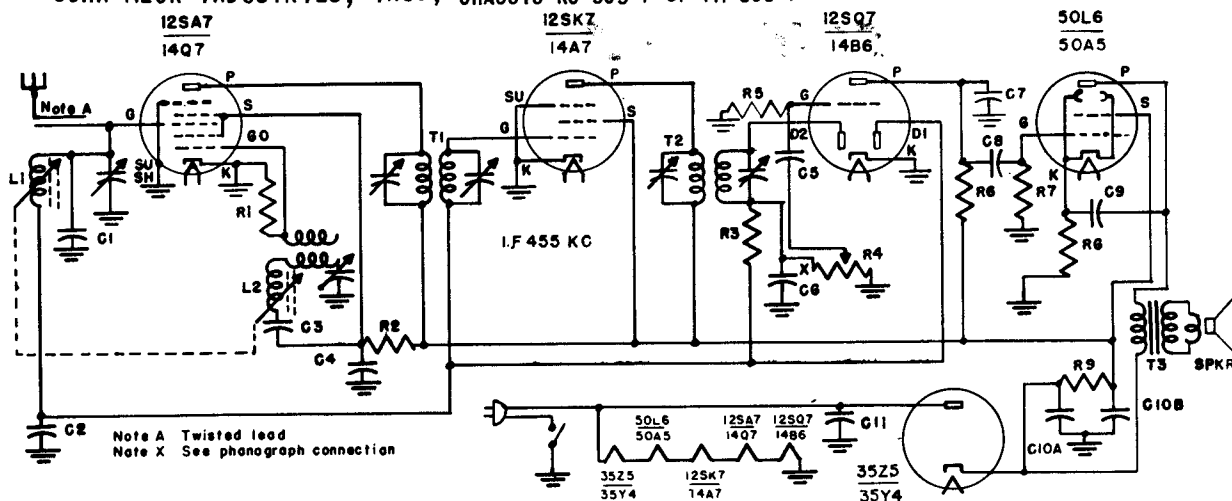 12SA7
14Q7
12SK7
14A7
12SQ7
14B6
50L6
50A5
Note A
P
G
S
GO
SU
SH
K
R1
L1
C1
L2
C3
C4
R2
C2
T1
SU
G
K
S
I.F 455 KC
T2
R5
G
P
D2
D1
K
C5
R3
C6
X
R4
C7
C8
R6
R7
G
P
S
K
C9
R6
T3
SPKR
R9
C10A
C10B
C11
Note A Twisted lead
Note X See phonograph connection
50L6
50A5
12SA7
14Q7
12SQ7
14B6
35Z5
35Y4
12SK7
14A7
35Z5
35Y4